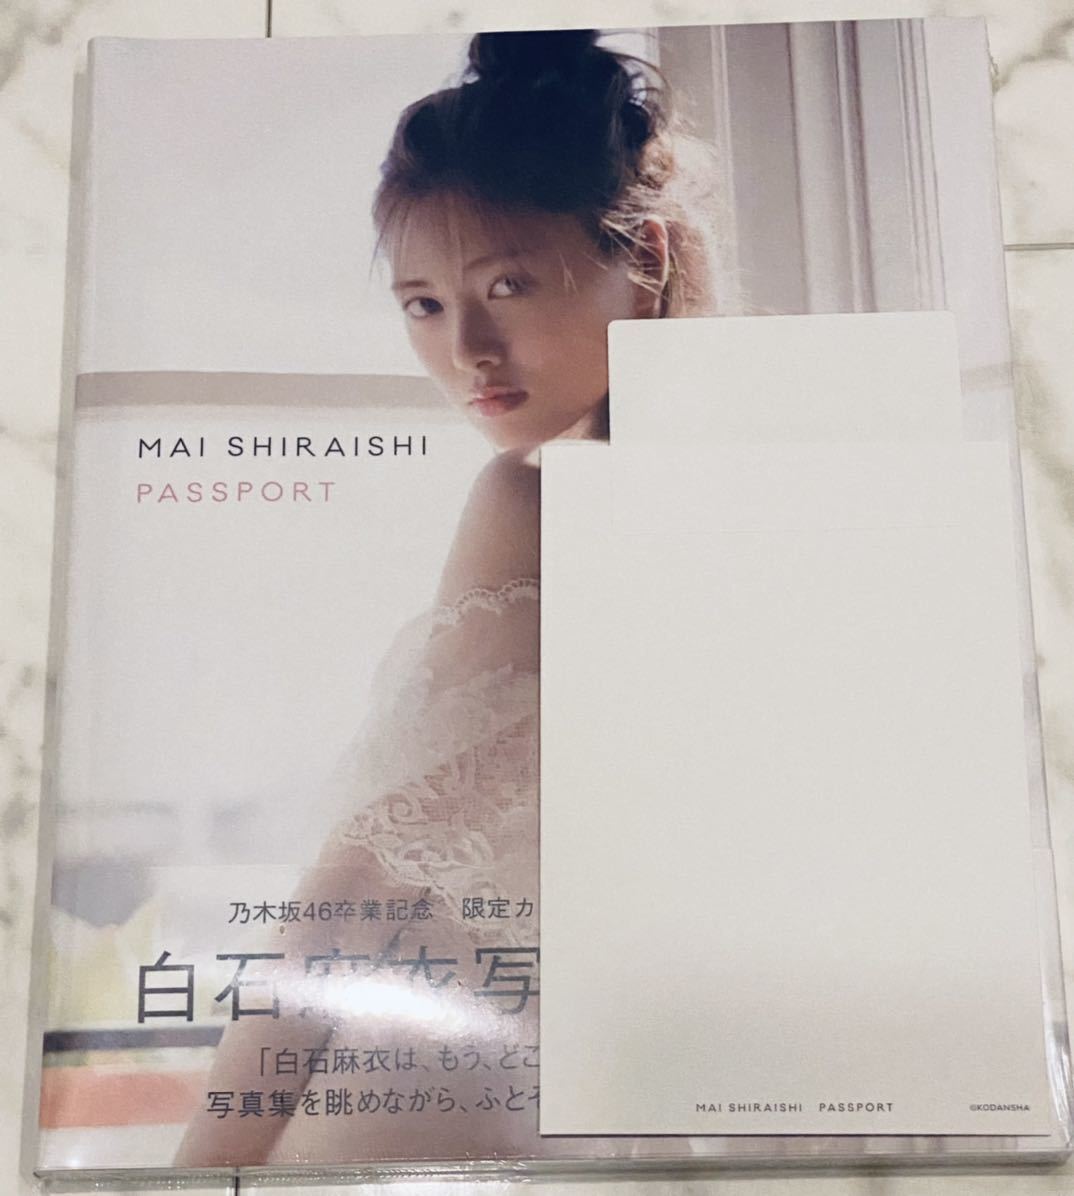 MAI SHIRAISHI
PASSPORT
乃木坂46卒業記念　限定カ
白石麻衣写
「白石麻衣は、もう、どこ
写真集を眺めながら、ふとそ
MAI SHIRAISHI PASSPORT
©KODANSHA